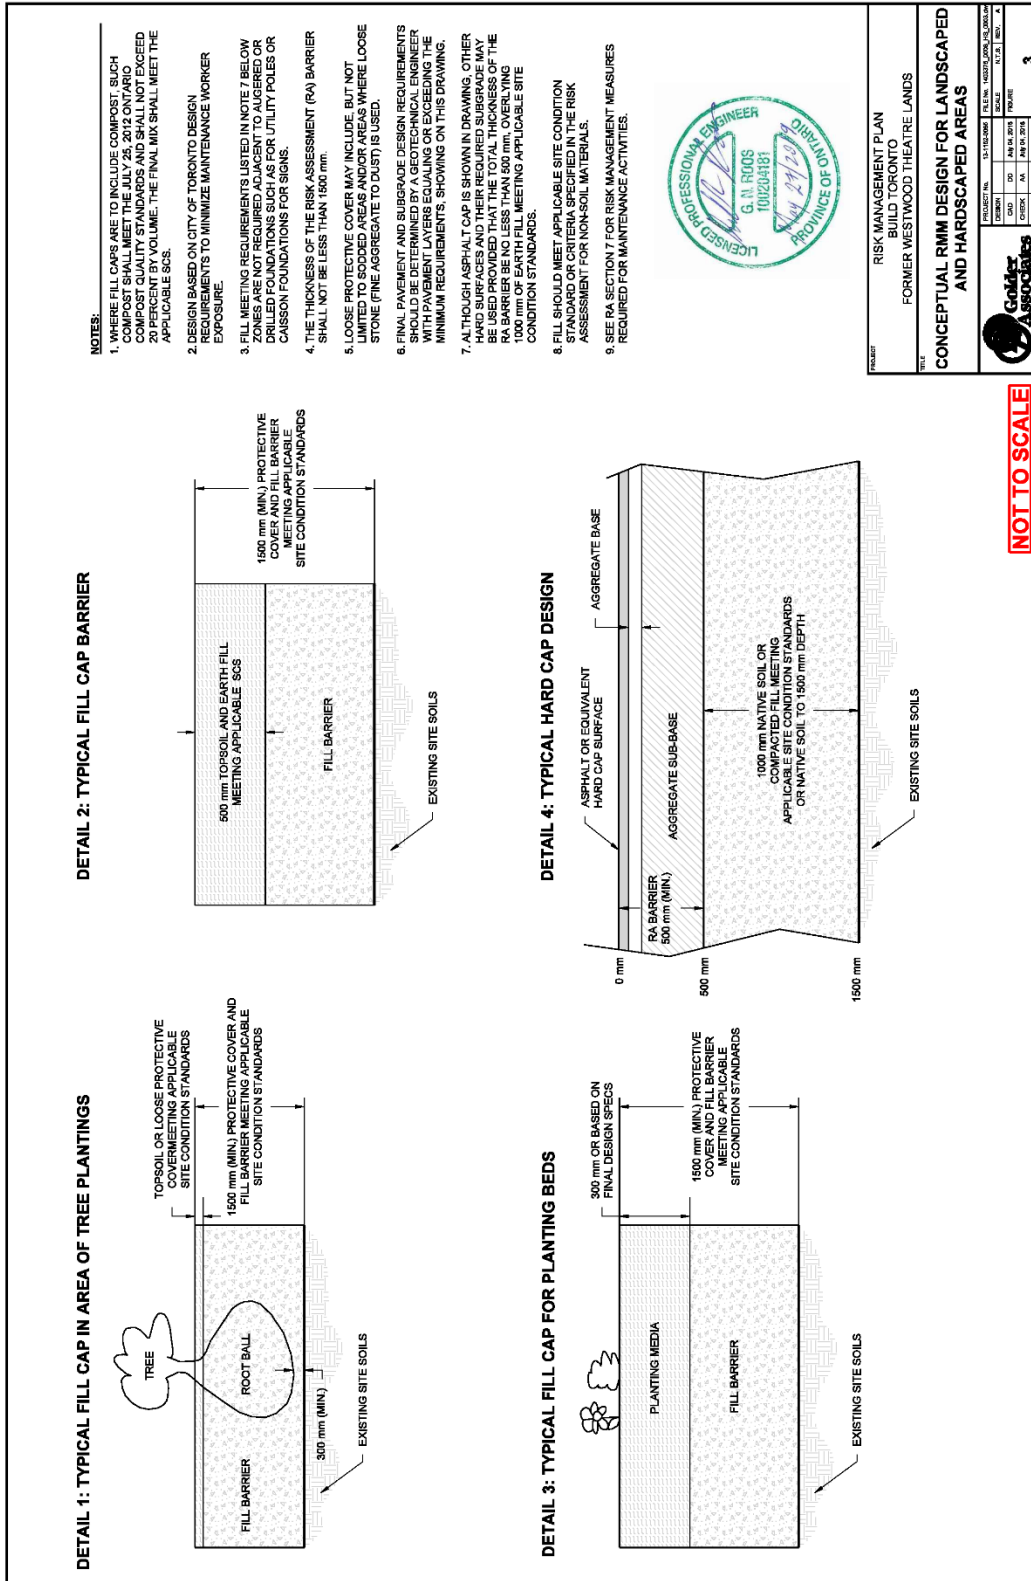 DETAIL 1: TYPICAL FILL CAP IN AREA OF TREE PLANTINGS
TREE
FILL BARRIER
ROOT BALL
300 mm (MIN.)
EXISTING SITE SOILS
TOPSOIL OR LOOSE PROTECTIVE
COVERMEETING APPLICABLE
SITE CONDITION STANDARDS
1500 mm (MIN.) PROTECTIVE COVER AND
FILL BARRIER MEETING APPLICABLE
SITE CONDITION STANDARDS
DETAIL 2: TYPICAL FILL CAP BARRIER
500 mm TOPSOIL AND EARTH FILL
MEETING APPLICABLE SCS
FILL BARRIER
EXISTING SITE SOILS
1500 mm (MIN.) PROTECTIVE
COVER AND FILL BARRIER
MEETING APPLICABLE
SITE CONDITION STANDARDS
DETAIL 3: TYPICAL FILL CAP FOR PLANTING BEDS
300 mm OR BASED ON
FINAL DESIGN SPECS
PLANTING MEDIA
FILL BARRIER
1500 mm (MIN.) PROTECTIVE
COVER AND FILL BARRIER
MEETING APPLICABLE
SITE CONDITION STANDARDS
EXISTING SITE SOILS
DETAIL 4: TYPICAL HARD CAP DESIGN
ASPHALT OR EQUIVALENT
HARD CAP SURFACE
AGGREGATE BASE
0 mm
RA BARRIER
500 mm (MIN.)
AGGREGATE SUB-BASE
500 mm
1000 mm NATIVE SOIL OR
COMPACTED FILL MEETING
APPLICABLE SITE CONDITION STANDARDS
OR NATIVE SOIL TO 1500 mm DEPTH
1500 mm
EXISTING SITE SOILS
NOTES:
1. WHERE FILL CAPS ARE TO INCLUDE COMPOST, SUCH
COMPOST SHALL MEET THE JULY 25, 2012 ONTARIO
COMPOST QUALITY STANDARDS AND SHALL NOT EXCEED
20 PERCENT BY VOLUME. THE FINAL MIX SHALL MEET THE
APPLICABLE SCS.
2. DESIGN BASED ON CITY OF TORONTO DESIGN
REQUIREMENTS TO MINIMIZE MAINTENANCE WORKER
EXPOSURE.
3. FILL MEETING REQUIREMENTS LISTED IN NOTE 7 BELOW
ZONES ARE NOT REQUIRED ADJACENT TO AUGERED OR
DRILLED FOUNDATIONS SUCH AS FOR UTILITY POLES OR
CAISSON FOUNDATIONS FOR SIGNS.
4. THE THICKNESS OF THE RISK ASSESSMENT (RA) BARRIER
SHALL NOT BE LESS THAN 1500 mm.
5. LOOSE PROTECTIVE COVER MAY INCLUDE, BUT NOT
LIMITED TO SODDED AREAS AND/OR AREAS WHERE LOOSE
STONE (FINE AGGREGATE TO DUST) IS USED.
6. FINAL PAVEMENT AND SUBGRADE DESIGN REQUIREMENTS
SHOULD BE DETERMINED BY A GEOTECHNICAL ENGINEER
WITH PAVEMENT LAYERS EQUALING OR EXCEEDING THE
MINIMUM REQUIREMENTS, SHOWING ON THIS DRAWING.
7. ALTHOUGH ASPHALT CAP IS SHOWN IN DRAWING, OTHER
HARD SURFACES AND THEIR REQUIRED SUBGRADE MAY
BE USED PROVIDED THAT THE TOTAL THICKNESS OF THE
RA BARRIER BE NO LESS THAN 500 mm, OVERLYING
1000 mm OF EARTH FILL MEETING APPLICABLE SITE
CONDITION STANDARDS.
8. FILL SHOULD MEET APPLICABLE SITE CONDITION
STANDARD OR CRITERIA SPECIFIED IN THE RISK
ASSESSMENT FOR NON-SOIL MATERIALS.
9. SEE RA SECTION 7 FOR RISK MANAGEMENT MEASURES
REQUIRED FOR MAINTENANCE ACTIVITIES.
LICENSED PROFESSIONAL ENGINEER
G. N. ROOS
100204181
May 24/2019
PROVINCE OF ONTARIO
PROJECT
RISK MANAGEMENT PLAN
BUILD TORONTO
FORMER WESTWOOD THEATRE LANDS
TITLE
CONCEPTUAL RMM DESIGN FOR LANDSCAPED
AND HARDSCAPED AREAS
NOT TO SCALE
Golder
Associates
PROJECT No.
FILE No.
DESIGN
SCALE N.T.S. REV. A
CAD DD
CHECK AA
FIGURE
3